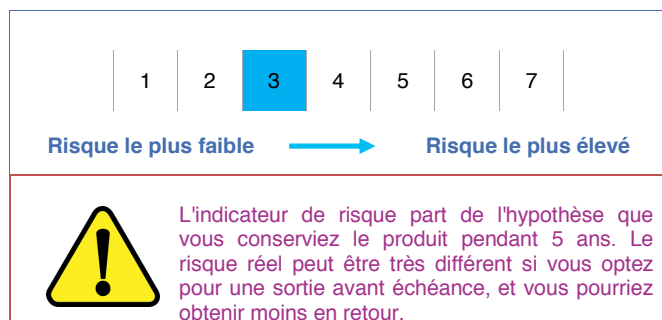 1 2 3 4 5 6 7
Risque le plus faible Risque le plus élevé
L'indicateur de risque part de l'hypothèse que
vous conserviez le produit pendant 5 ans. Le
risque réel peut être très différent si vous optez
pour une sortie avant échéance, et vous pourriez
obtenir moins en retour.